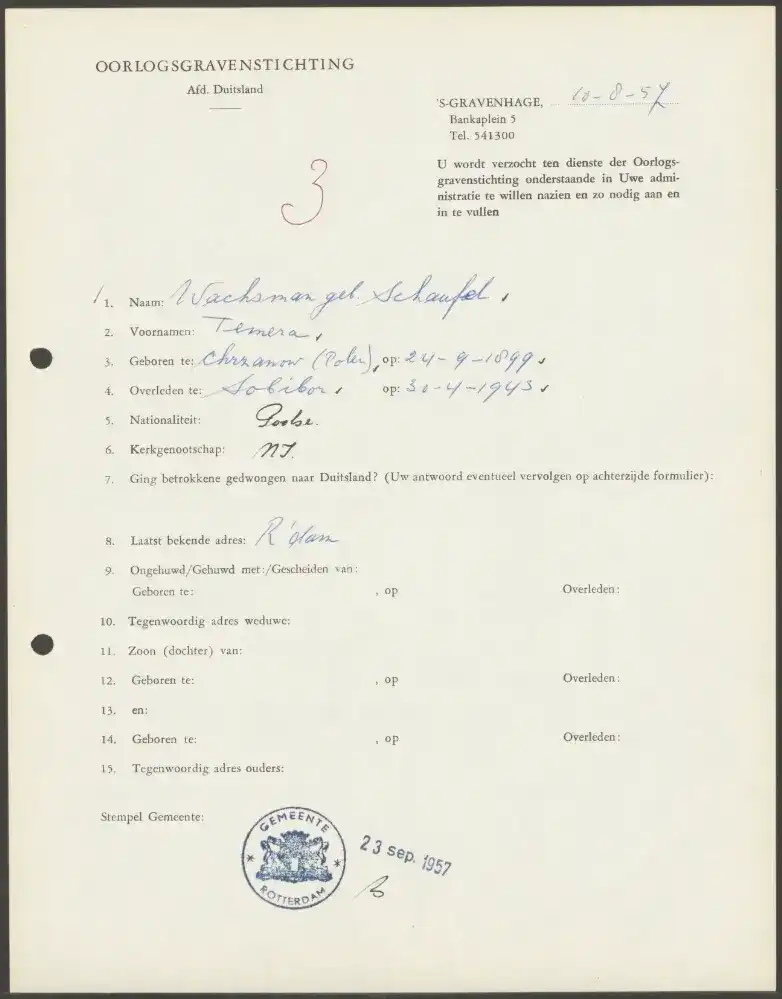 OORLOGSGRAVENSTICHTING
Afd. Duitsland
'S-GRAVENHAGE, 10-8-57
Bankaplein 5
Tel. 541300
U wordt verzocht ten dienste der Oorlogs-
gravenstichting onderstaande in Uwe admi-
nistratie te willen nazien en zo nodig aan en
in te vullen
3
1. Naam: Wachsman geb. Schaufel,
2. Voornamen: Temera,
3. Geboren te: Chrzanow (Polen), op: 24-9-1899,
4. Overleden te: Sobibor, op: 30-4-1943,
5. Nationaliteit: Poolse.
6. Kerkgenootschap: NI.
7. Ging betrokkene gedwongen naar Duitsland? (Uw antwoord eventueel vervolgen op achterzijde formulier):
8. Laatst bekende adres: R'dam
9. Ongehuwd/Gehuwd met:/Gescheiden van:
Geboren te: , op Overleden:
10. Tegenwoordig adres weduwe:
11. Zoon (dochter) van:
12. Geboren te: , op Overleden:
13. en:
14. Geboren te: , op Overleden:
15. Tegenwoordig adres ouders:
Stempel Gemeente:
GEMEENTE
* *
ROTTERDAM
23 sep. 1957